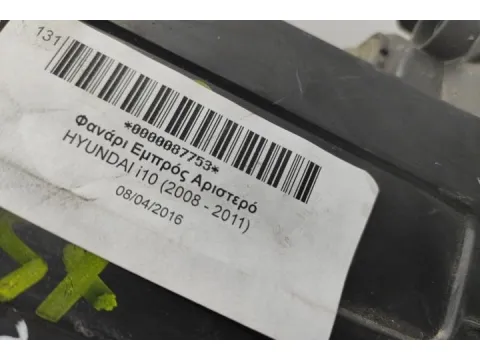 131
*0000087753*
Φανάρι Εμπρός Αριστερό
HYUNDAI i10 (2008 - 2011)
08/04/2016